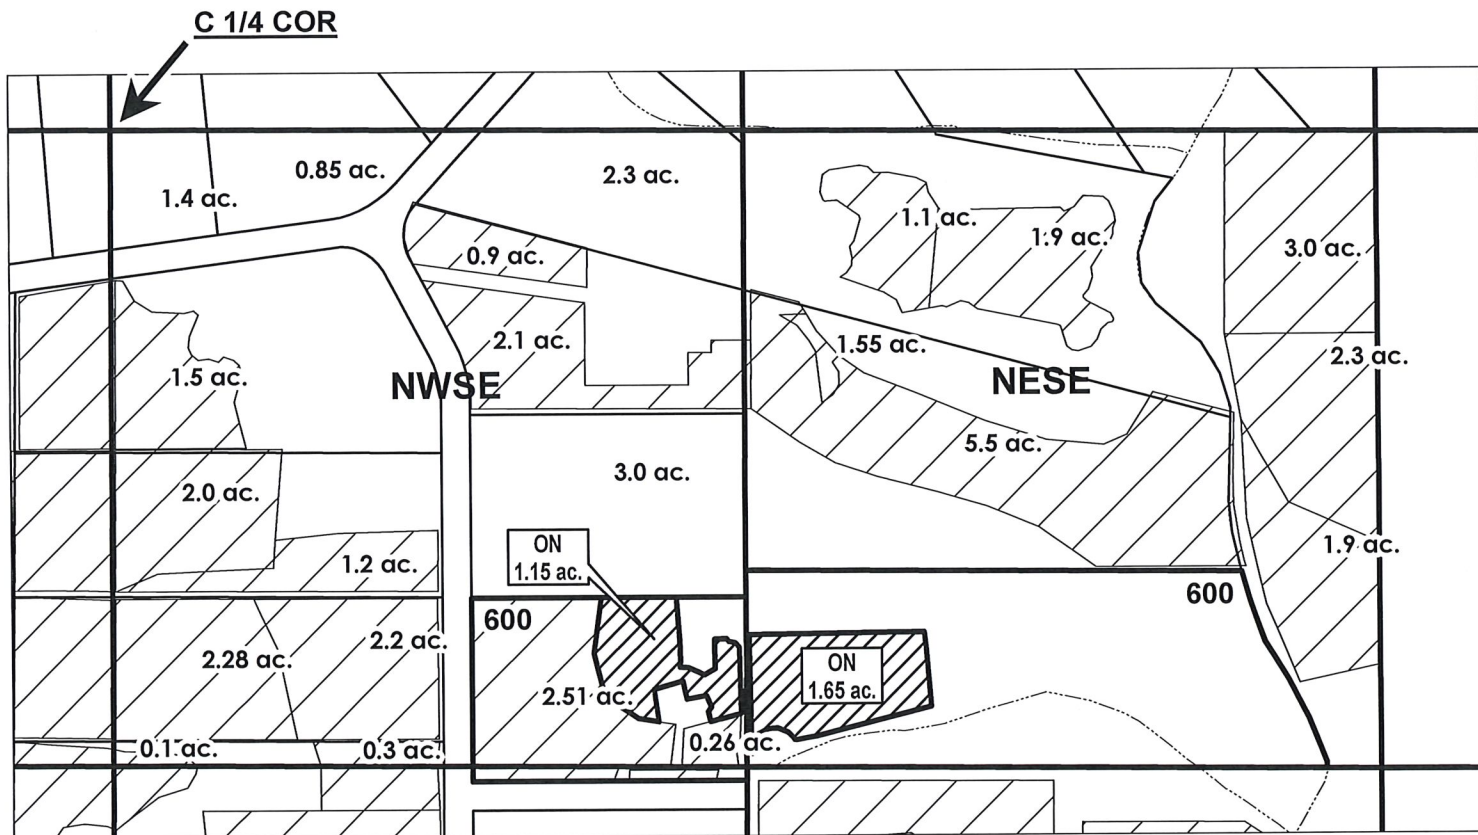 C 1/4 COR
0.85 ac.
2.3 ac.
1.4 ac.
1.1 ac.
1.9 ac.
3.0 ac.
0.9 ac.
2.1 ac.
1.55 ac.
2.3 ac.
1.5 ac.
NWSE
NESE
5.5 ac.
3.0 ac.
2.0 ac.
ON
1.15 ac.
1.9 ac.
1.2 ac.
600
600
2.2 ac.
2.28 ac.
ON
1.65 ac.
2.51 ac.
0.26 ac.
0.1 ac.
0.3 ac.